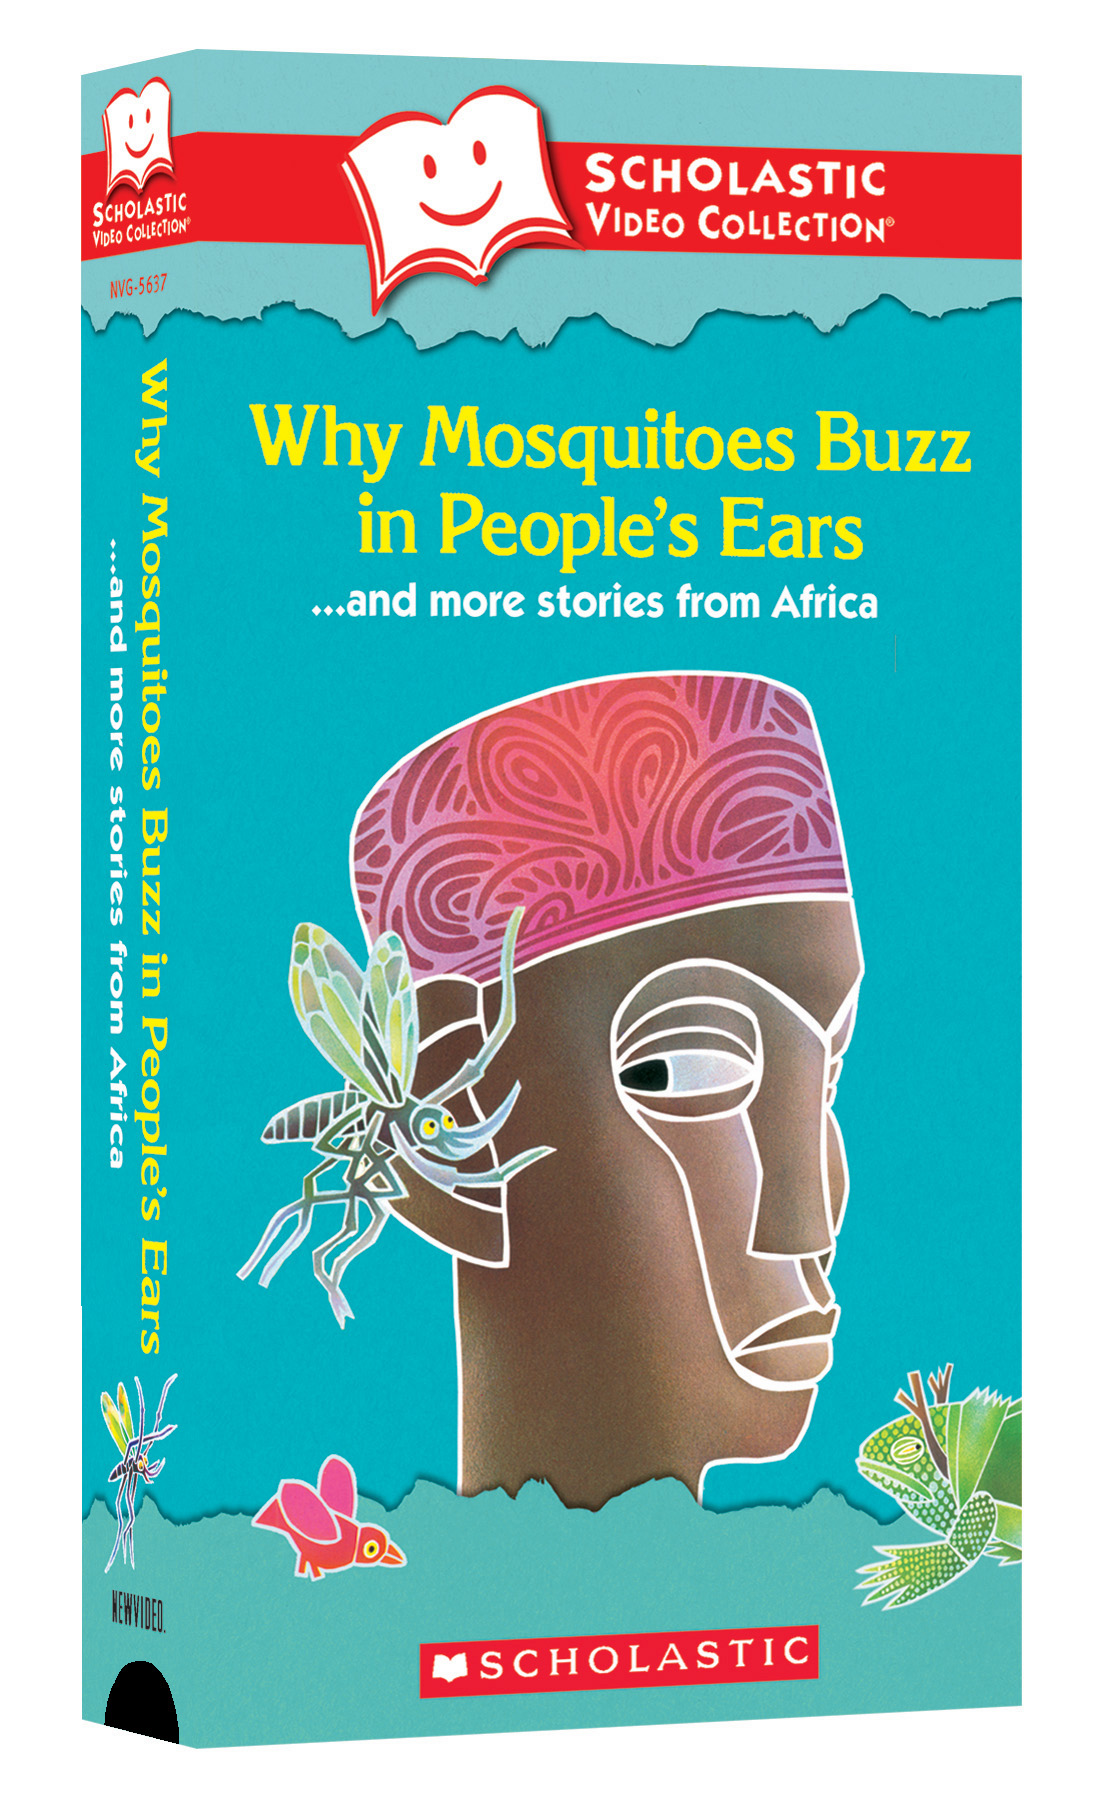 SCHOLASTIC
VIDEO COLLECTION®
NVG-5637
Why Mosquitoes Buzz in People's Ears
...and more stories from Africa
NEWVIDEO.
SCHOLASTIC
VIDEO COLLECTION®
Why Mosquitoes Buzz
in People's Ears
...and more stories from Africa
SCHOLASTIC